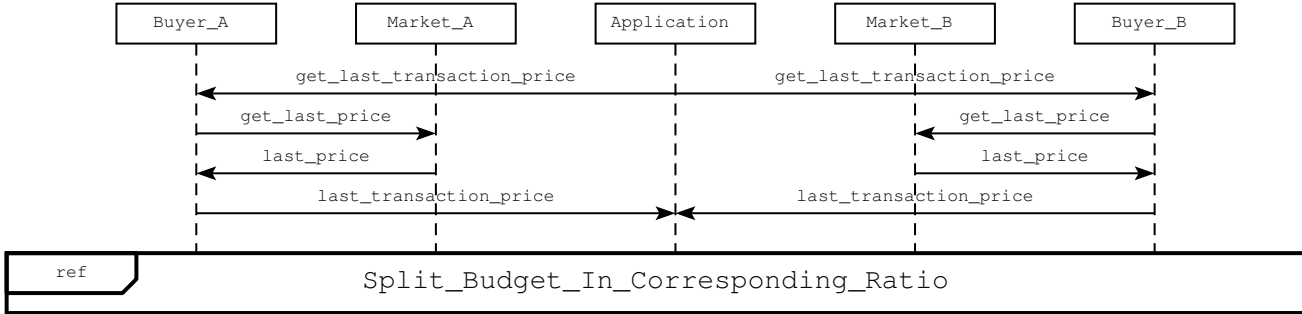 Buyer_A Market_A Application Market_B Buyer_B
get_last_transaction_price get_last_transaction_price
get_last_price get_last_price
last_price last_price
last_transaction_price last_transaction_price
ref Split_Budget_In_Corresponding_Ratio